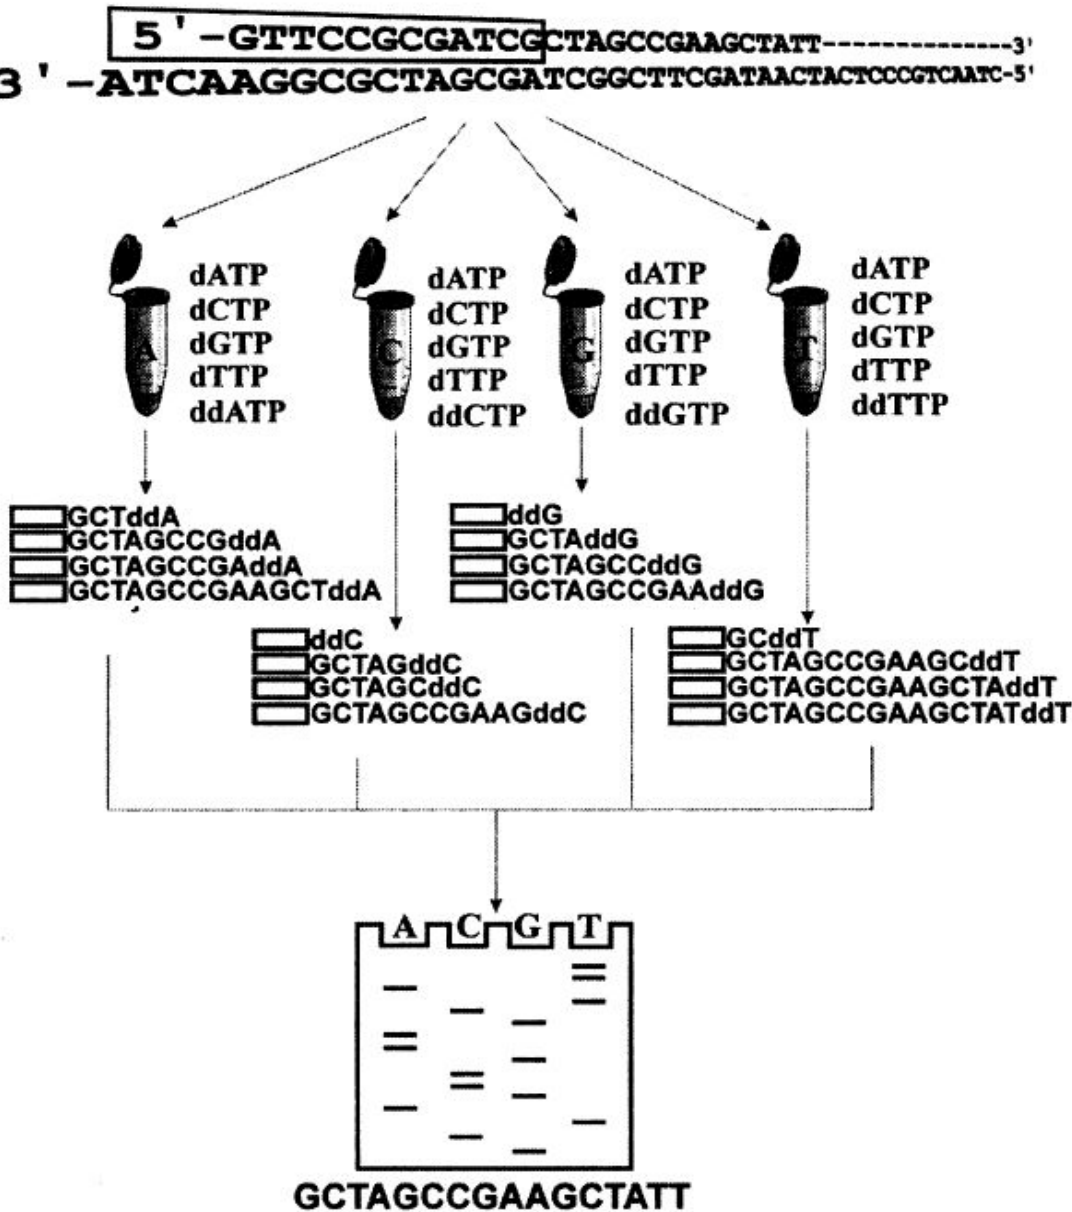 5'-GTTCCGCGATCGCTAGCCGAAGCTATT--------------3'
3'-ATCAAGGCGCTAGCGATCGGCTTCGATAACTACTCCCGTCAATC-5'
A
dATP
dCTP
dGTP
dTTP
ddATP
C
dATP
dCTP
dGTP
dTTP
ddCTP
G
dATP
dCTP
dGTP
dTTP
ddGTP
T
dATP
dCTP
dGTP
dTTP
ddTTP
GCTddA
GCTAGCCGddA
GCTAGCCGAddA
GCTAGCCGAAGCTddA
ddG
GCTAddG
GCTAGCCddG
GCTAGCCGAAddG
ddC
GCTAGddC
GCTAGCddC
GCTAGCCGAAGddC
GCddT
GCTAGCCGAAGCddT
GCTAGCCGAAGCTAddT
GCTAGCCGAAGCTATddT
A C G T
GCTAGCCGAAGCTATT